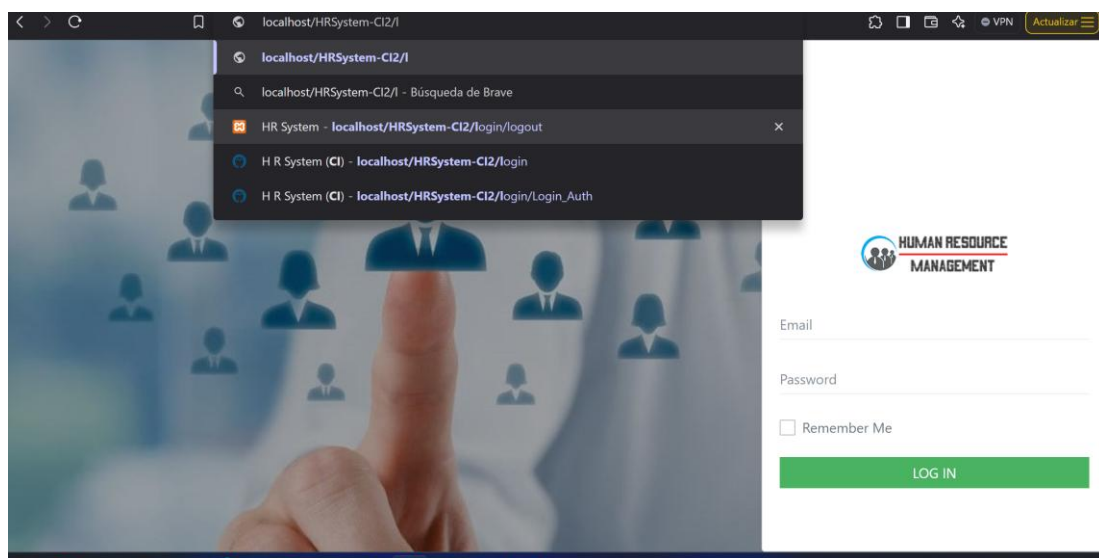 localhost/HRSystem-CI2/l
VPN
Actualizar
localhost/HRSystem-CI2/l
localhost/HRSystem-CI2/l - Búsqueda de Brave
HR System - localhost/HRSystem-CI2/login/logout
H R System (CI) - localhost/HRSystem-CI2/login
H R System (CI) - localhost/HRSystem-CI2/login/Login_Auth
HUMAN RESOURCE
MANAGEMENT
Email
Password
Remember Me
LOG IN